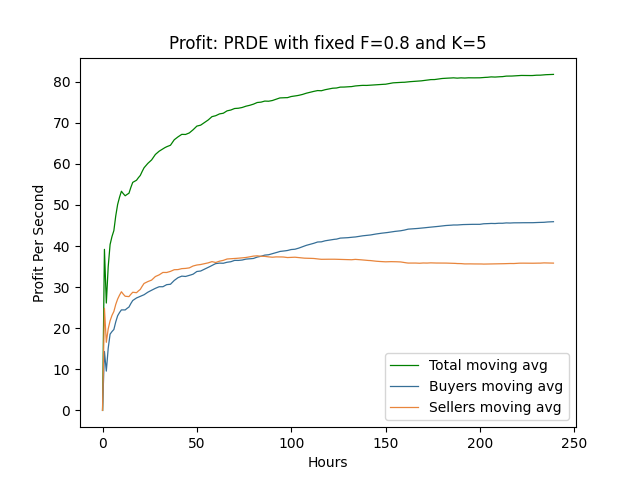 Profit: PRDE with fixed F=0.8 and K=5
Profit Per Second
80
70
60
50
40
30
20
10
0
Total moving avg
Buyers moving avg
Sellers moving avg
0 50 100 150 200 250
Hours